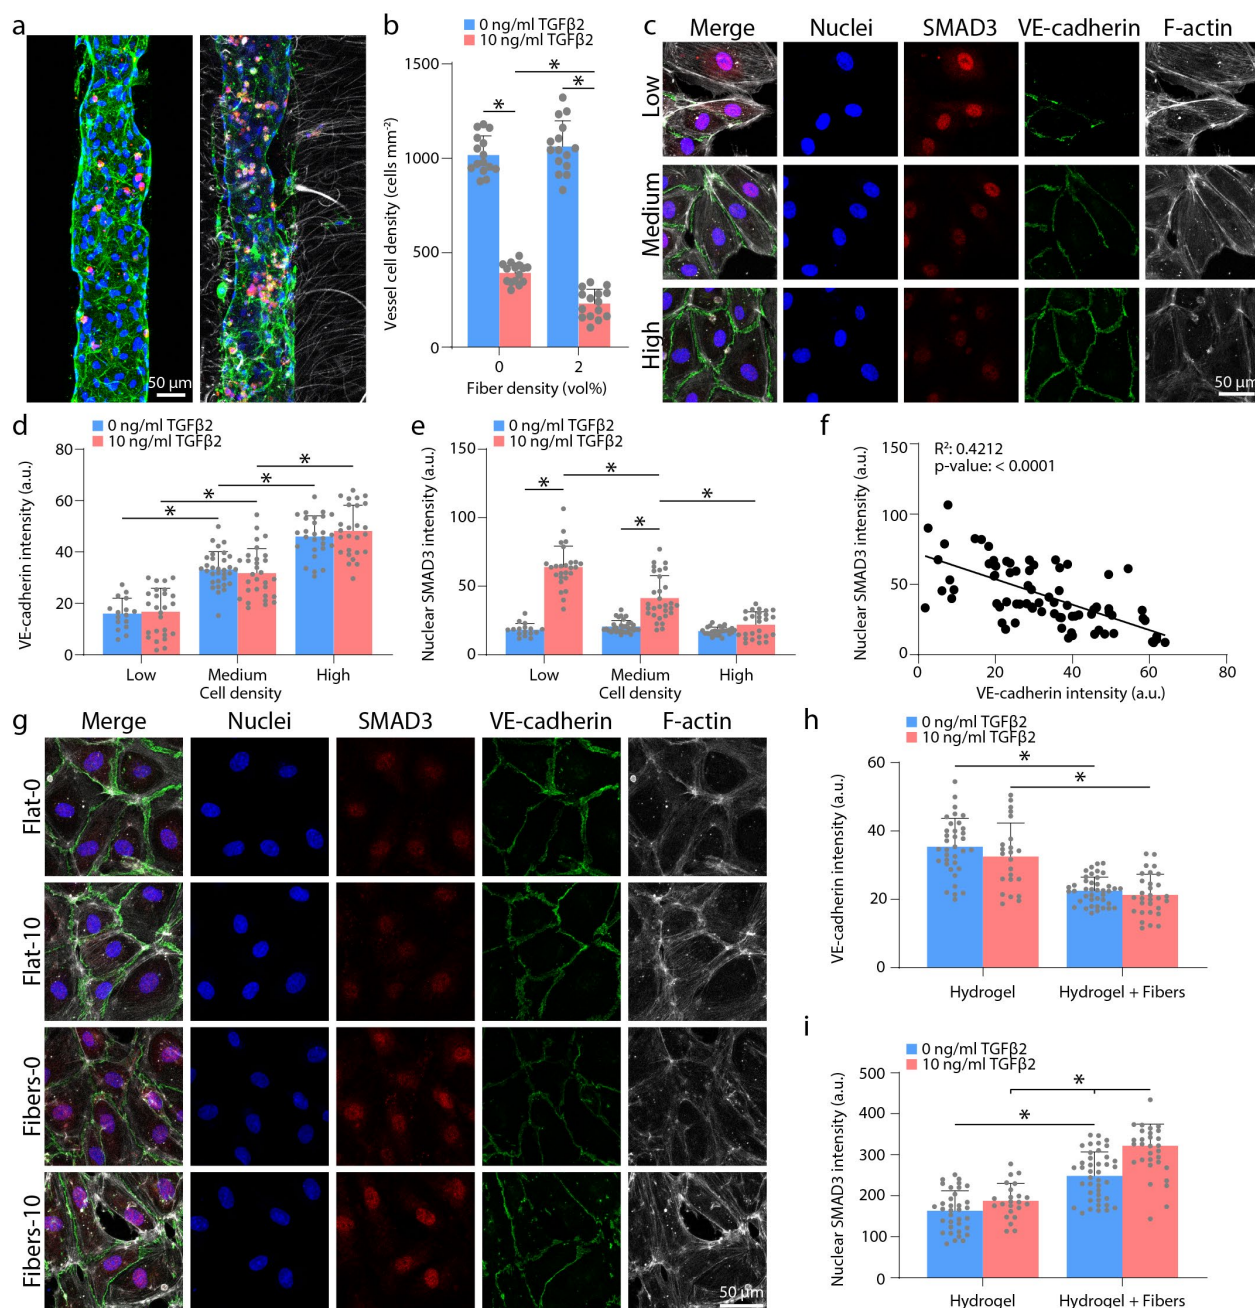 a
50 μm
b
0 ng/ml TGFβ2
10 ng/ml TGFβ2
Vessel cell density (cells mm⁻²)
1500
1000
500
0
*
*
*
0
2
Fiber density (vol%)
c
Merge
Nuclei
SMAD3
VE-cadherin
F-actin
Low
Medium
High
50 μm
d
0 ng/ml TGFβ2
10 ng/ml TGFβ2
VE-cadherin intensity (a.u.)
80
60
40
20
0
*
*
*
*
Low
Medium
High
Cell density
e
0 ng/ml TGFβ2
10 ng/ml TGFβ2
Nuclear SMAD3 intensity (a.u.)
150
100
50
0
*
*
*
*
Low
Medium
High
Cell density
f
R²: 0.4212
p-value: < 0.0001
Nuclear SMAD3 intensity (a.u.)
150
100
50
0
0
20
40
60
80
VE-cadherin intensity (a.u.)
g
Merge
Nuclei
SMAD3
VE-cadherin
F-actin
Flat-0
Flat-10
Fibers-0
Fibers-10
50 μm
h
0 ng/ml TGFβ2
10 ng/ml TGFβ2
VE-cadherin intensity (a.u.)
60
40
20
0
*
*
Hydrogel
Hydrogel + Fibers
i
0 ng/ml TGFβ2
10 ng/ml TGFβ2
Nuclear SMAD3 intensity (a.u.)
500
400
300
200
100
0
*
*
Hydrogel
Hydrogel + Fibers